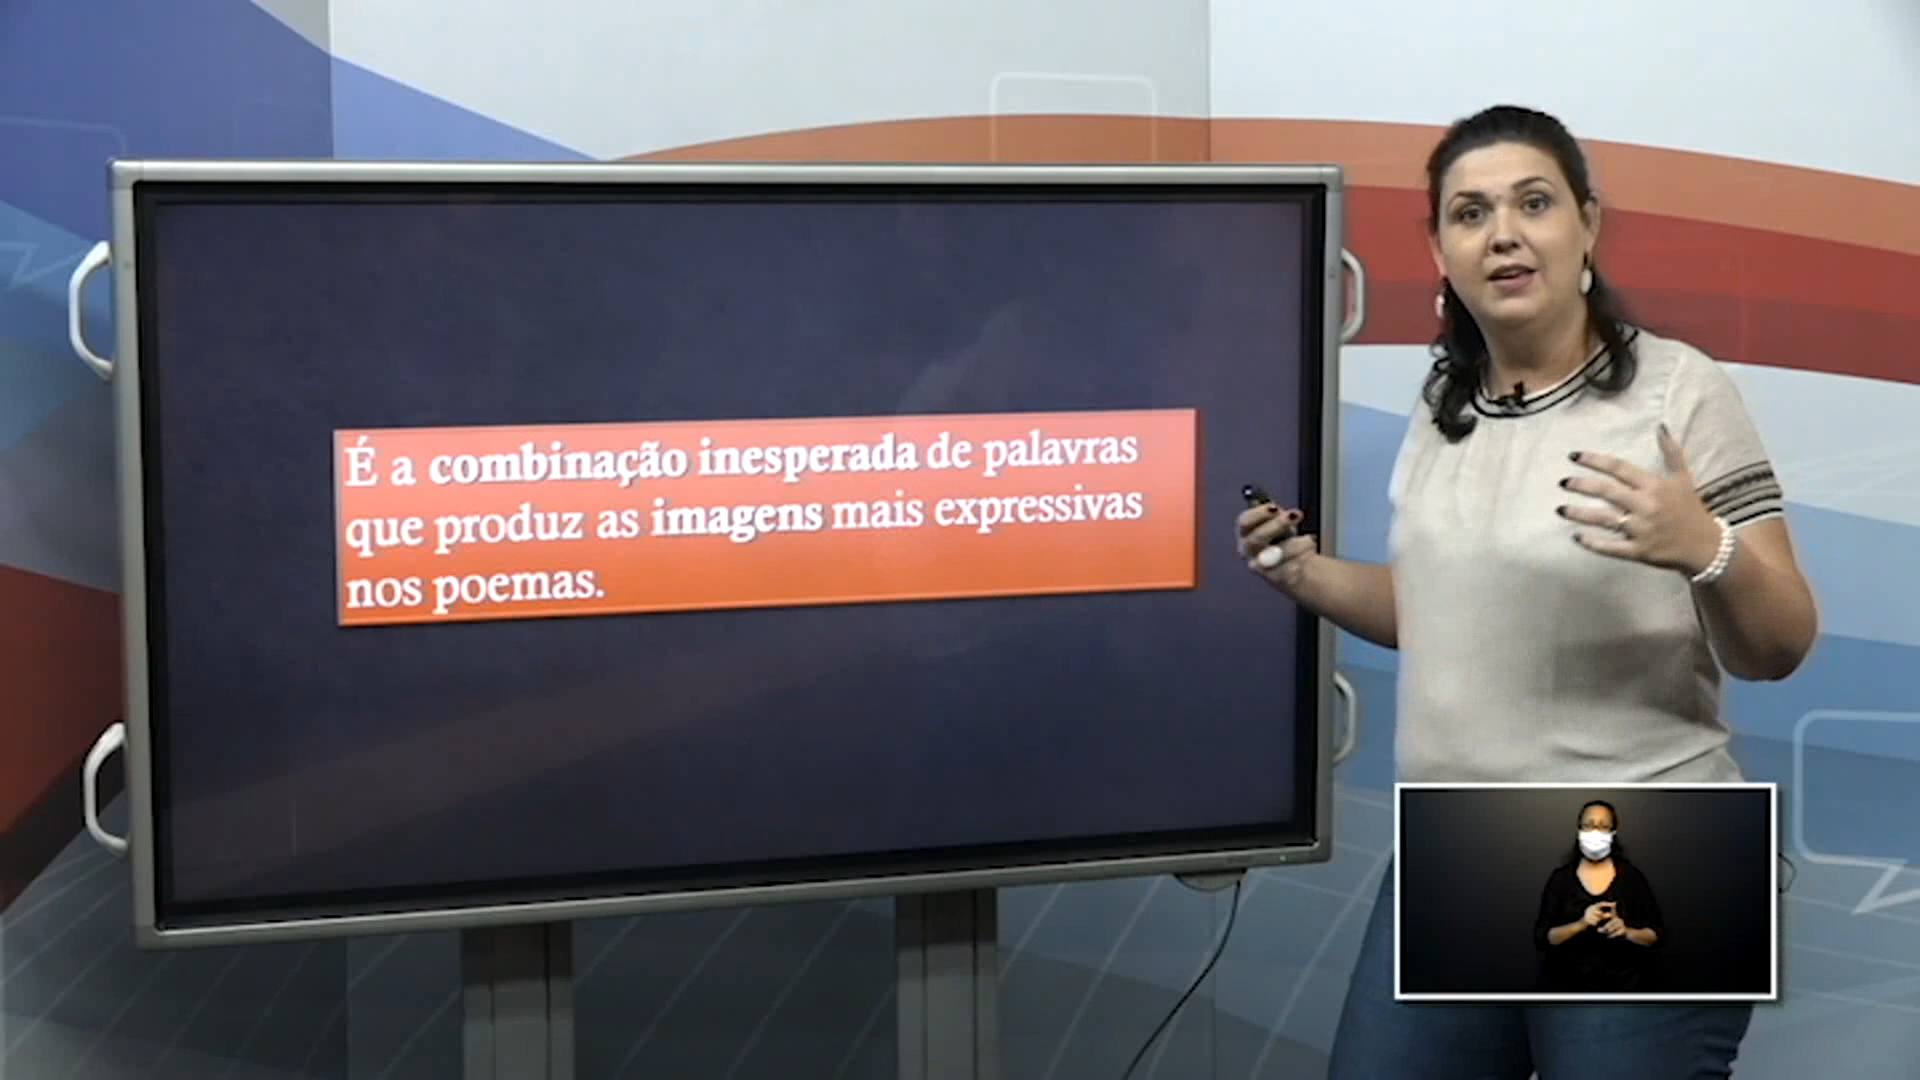 É a combinação inesperada de palavras
que produz as imagens mais expressivas
nos poemas.